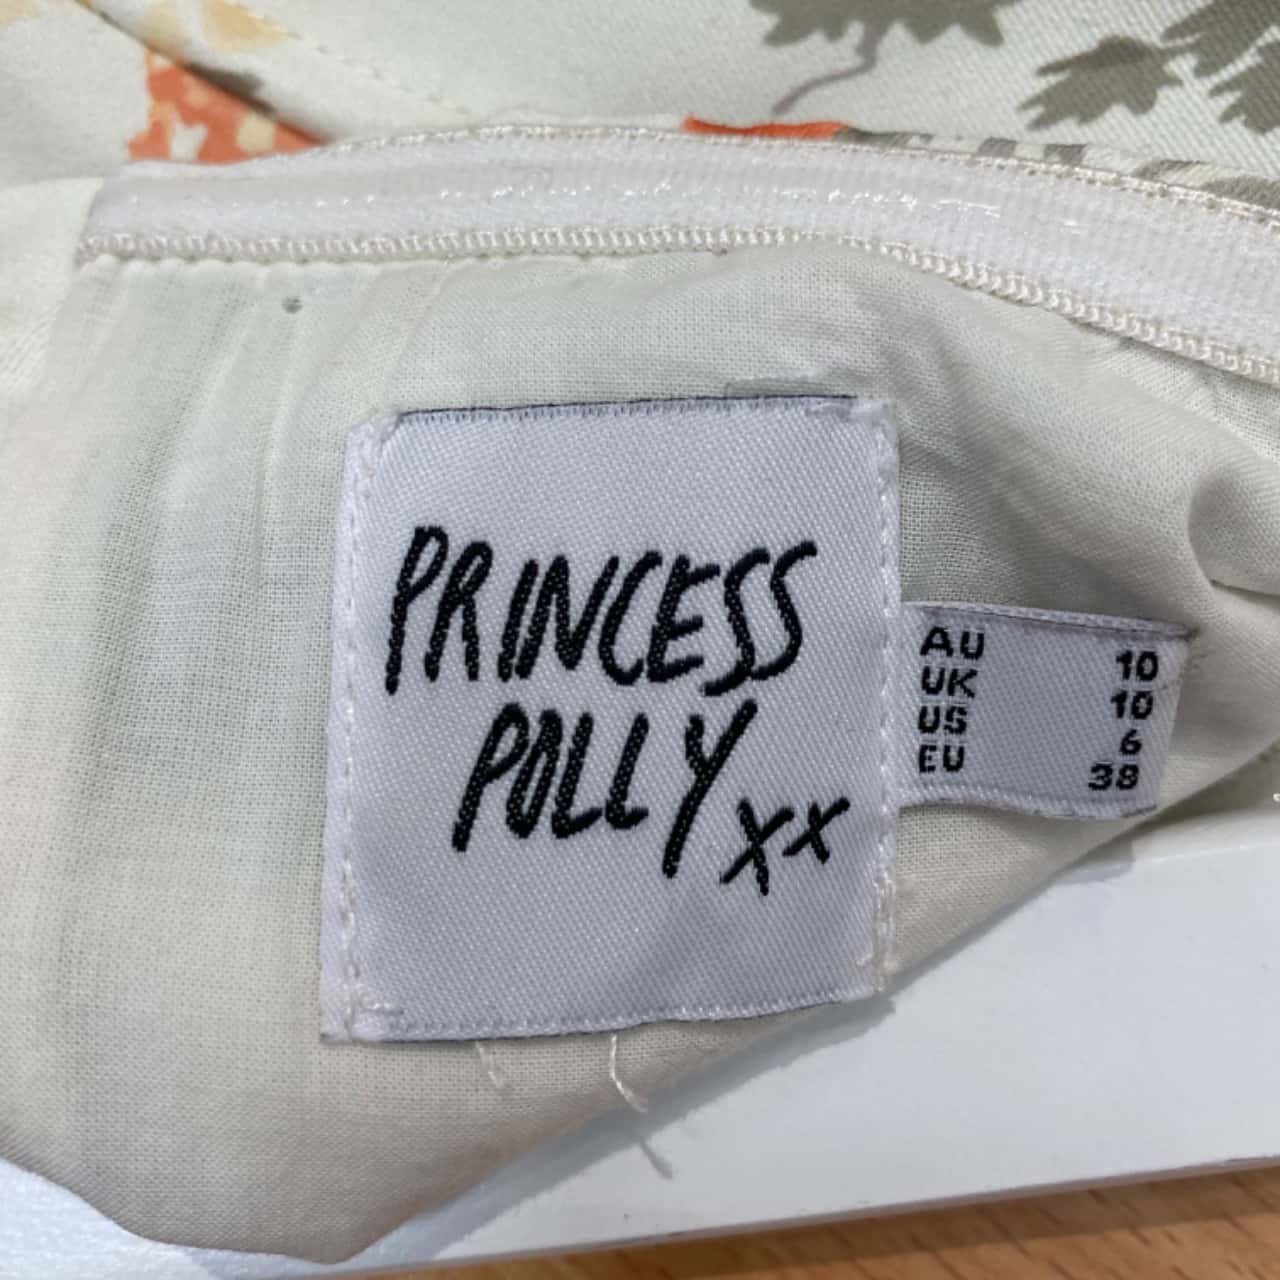 PRINCESS
POLLY xx
AU 10
UK 10
US 6
EU 38